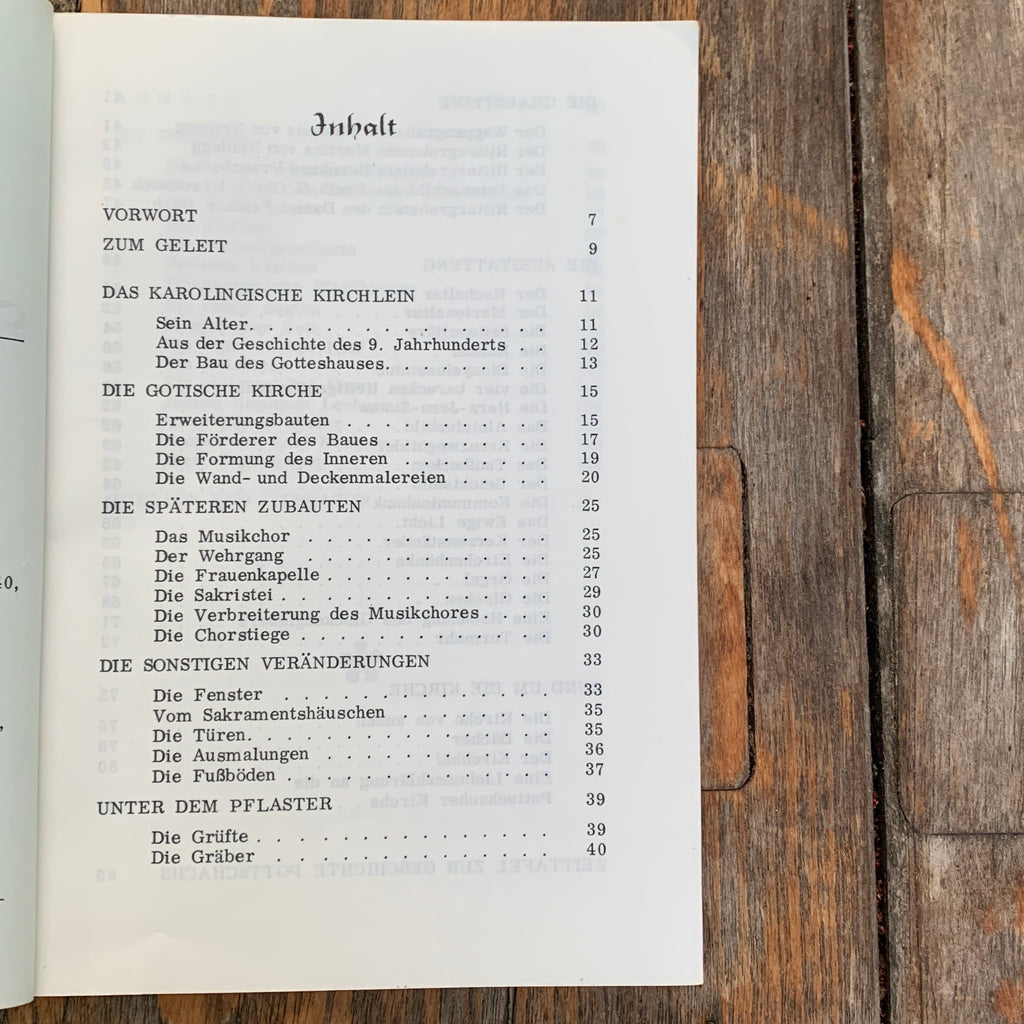 Inhalt
VORWORT 7
ZUM GELEIT 9
DAS KAROLINGISCHE KIRCHLEIN 11
Sein Alter. . . . . . . . . . . . . . . . 11
Aus der Geschichte des 9. Jahrhunderts . . 12
Der Bau des Gotteshauses. . . . . . . . . 13
DIE GOTISCHE KIRCHE 15
Erweiterungsbauten . . . . . . . . . . . 15
Die Förderer des Baues . . . . . . . . . 17
Die Formung des Inneren . . . . . . . . 19
Die Wand- und Deckenmalereien . . . . . 20
DIE SPÄTEREN ZUBAUTEN 25
Das Musikchor . . . . . . . . . . . . . 25
Der Wehrgang . . . . . . . . . . . . . 25
Die Frauenkapelle . . . . . . . . . . . . 27
Die Sakristei . . . . . . . . . . . . . . 29
Die Verbreiterung des Musikchores . . . . 30
Die Chorstiege . . . . . . . . . . . . . 30
DIE SONSTIGEN VERÄNDERUNGEN 33
Die Fenster . . . . . . . . . . . . . . 33
Vom Sakramentshäuschen . . . . . . . . 35
Die Türen. . . . . . . . . . . . . . . . 35
Die Ausmalungen . . . . . . . . . . . . 36
Die Fußböden . . . . . . . . . . . . . . 37
UNTER DEM PFLASTER 39
Die Grüfte . . . . . . . . . . . . . . . 39
Die Gräber . . . . . . . . . . . . . . 40